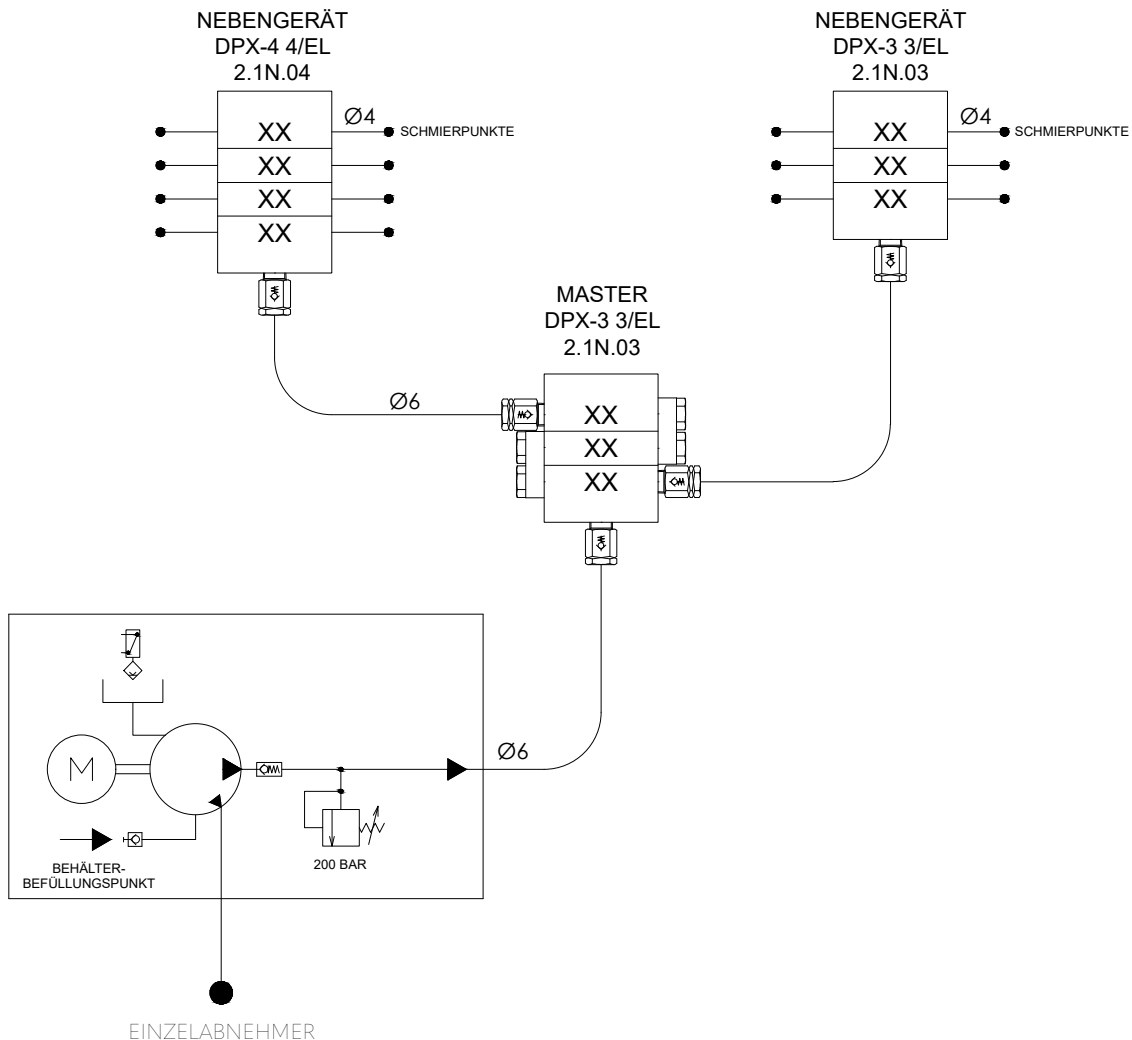 NEBENGERÄT
DPX-4 4/EL
2.1N.04
XX
XX
XX
XX
Ø4
SCHMIERPUNKTE
NEBENGERÄT
DPX-3 3/EL
2.1N.03
XX
XX
XX
Ø4
SCHMIERPUNKTE
MASTER
DPX-3 3/EL
2.1N.03
XX
XX
XX
Ø6
M
Ø6
200 BAR
BEHÄLTER-
BEFÜLLUNGSPUNKT
EINZELABNEHMER